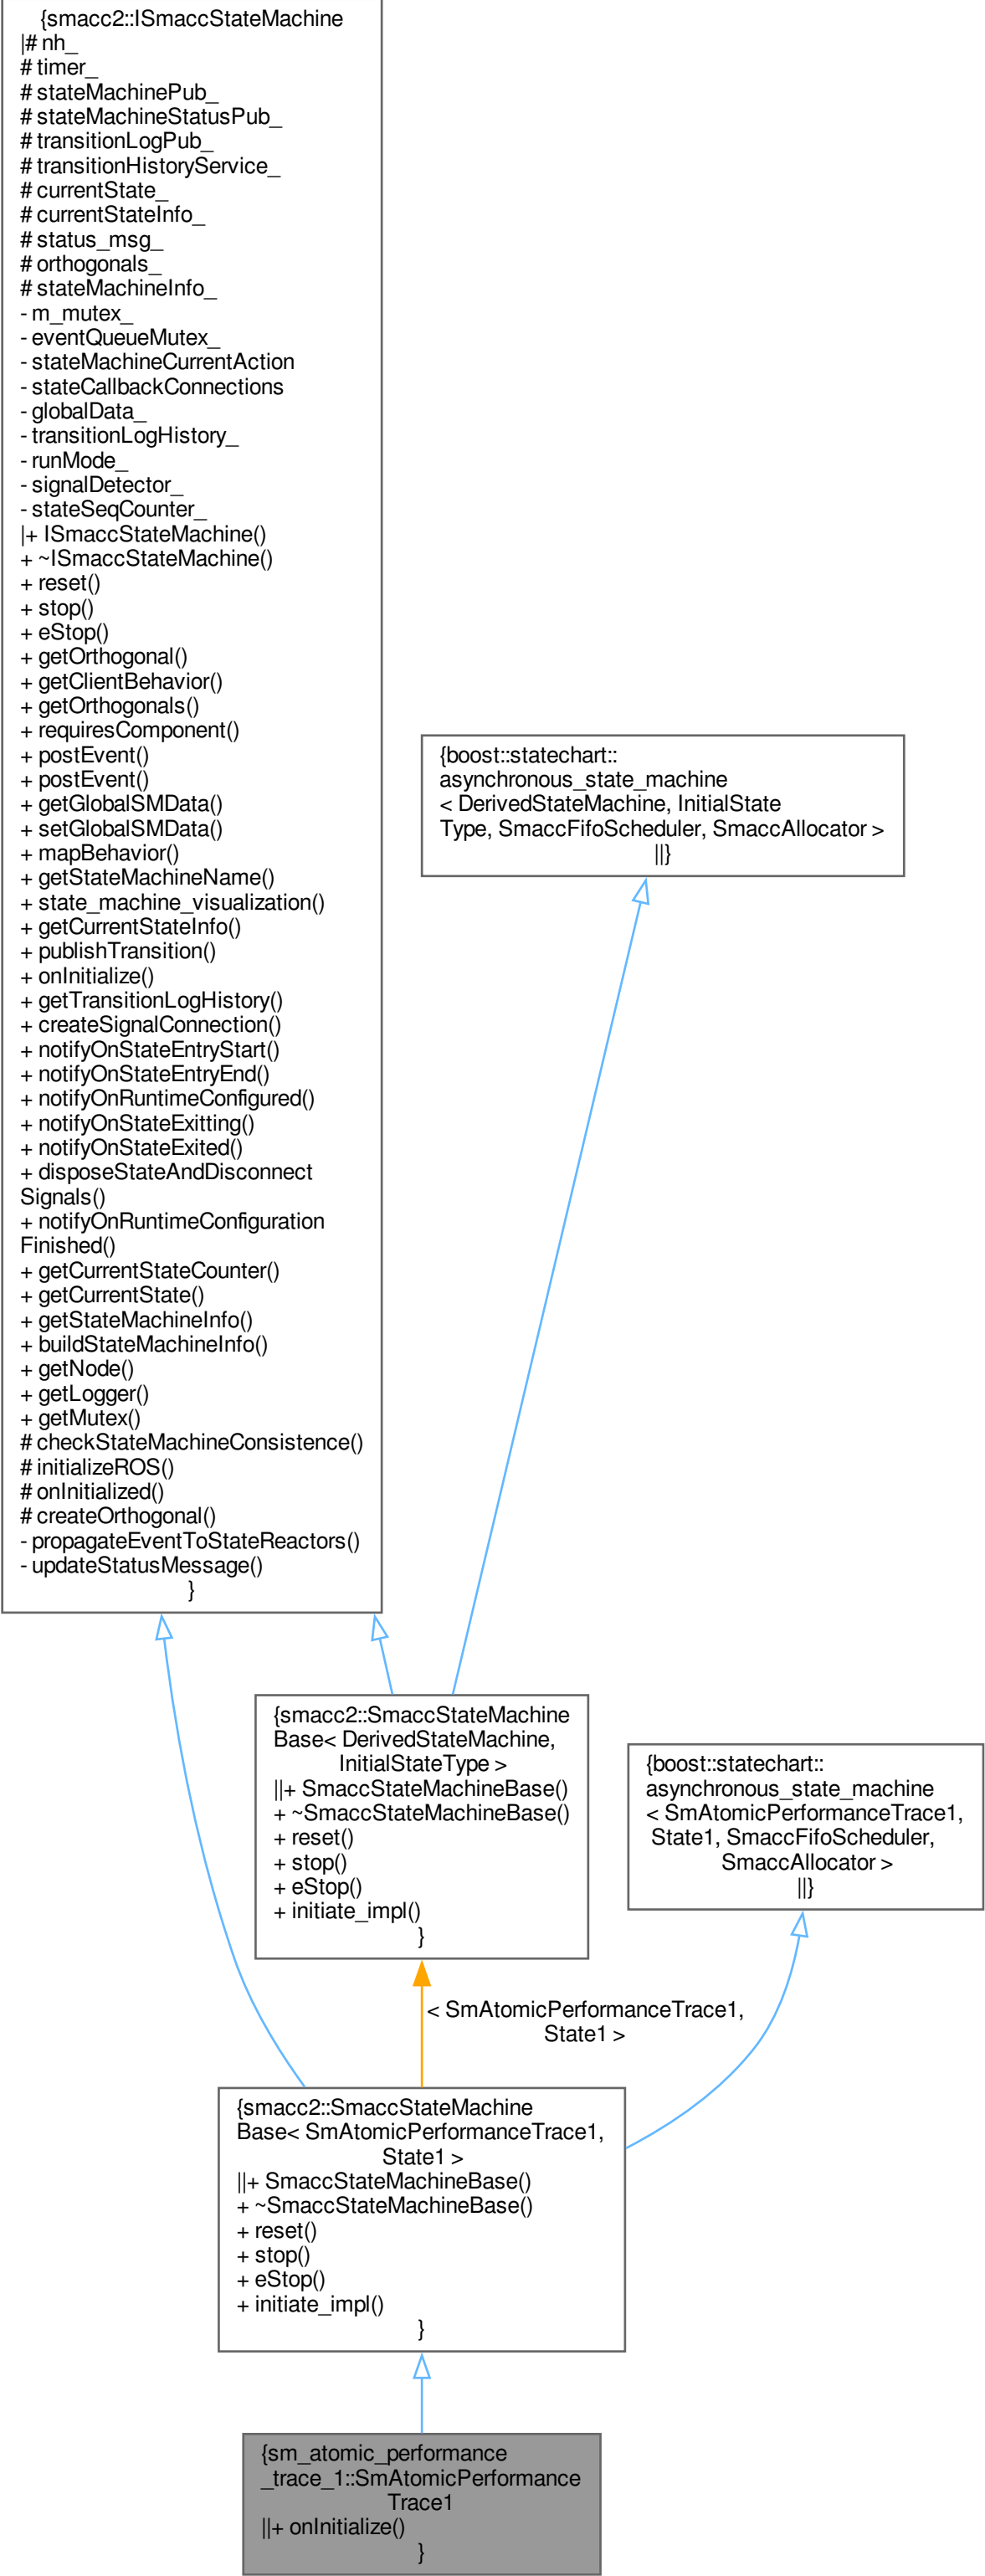 {smacc2::ISmaccStateMachine
|# nh_
# timer_
# stateMachinePub_
# stateMachineStatusPub_
# transitionLogPub_
# transitionHistoryService_
# currentState_
# currentStateInfo_
# status_msg_
# orthogonals_
# stateMachineInfo_
- m_mutex_
- eventQueueMutex_
- stateMachineCurrentAction
- stateCallbackConnections
- globalData_
- transitionLogHistory_
- runMode_
- signalDetector_
- stateSeqCounter_
|+ ISmaccStateMachine()
+ ~ISmaccStateMachine()
+ reset()
+ stop()
+ eStop()
+ getOrthogonal()
+ getClientBehavior()
+ getOrthogonals()
+ requiresComponent()
+ postEvent()
+ postEvent()
+ getGlobalSMData()
+ setGlobalSMData()
+ mapBehavior()
+ getStateMachineName()
+ state_machine_visualization()
+ getCurrentStateInfo()
+ publishTransition()
+ onInitialize()
+ getTransitionLogHistory()
+ createSignalConnection()
+ notifyOnStateEntryStart()
+ notifyOnStateEntryEnd()
+ notifyOnRuntimeConfigured()
+ notifyOnStateExitting()
+ notifyOnStateExited()
+ disposeStateAndDisconnect
Signals()
+ notifyOnRuntimeConfiguration
Finished()
+ getCurrentStateCounter()
+ getCurrentState()
+ getStateMachineInfo()
+ buildStateMachineInfo()
+ getNode()
+ getLogger()
+ getMutex()
# checkStateMachineConsistence()
# initializeROS()
# onInitialized()
# createOrthogonal()
- propagateEventToStateReactors()
- updateStatusMessage()
}
{boost::statechart::
asynchronous_state_machine
< DerivedStateMachine, InitialState
Type, SmaccFifoScheduler, SmaccAllocator >
||}
{smacc2::SmaccStateMachine
Base< DerivedStateMachine,
InitialStateType >
||+ SmaccStateMachineBase()
+ ~SmaccStateMachineBase()
+ reset()
+ stop()
+ eStop()
+ initiate_impl()
}
{boost::statechart::
asynchronous_state_machine
< SmAtomicPerformanceTrace1,
State1, SmaccFifoScheduler,
SmaccAllocator >
||}
< SmAtomicPerformanceTrace1,
State1 >
{smacc2::SmaccStateMachine
Base< SmAtomicPerformanceTrace1,
State1 >
||+ SmaccStateMachineBase()
+ ~SmaccStateMachineBase()
+ reset()
+ stop()
+ eStop()
+ initiate_impl()
}
{sm_atomic_performance
_trace_1::SmAtomicPerformance
Trace1
||+ onInitialize()
}